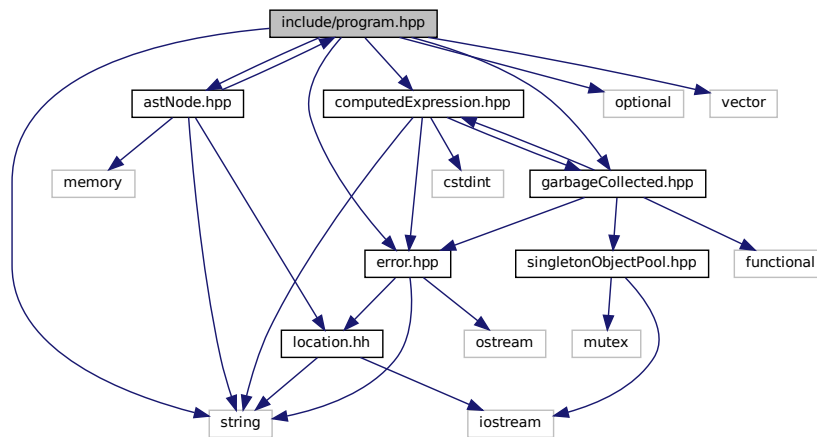 include/program.hpp
astNode.hpp
computedExpression.hpp
optional
vector
memory
cstdint
garbageCollected.hpp
error.hpp
singletonObjectPool.hpp
functional
location.hh
ostream
mutex
string
iostream